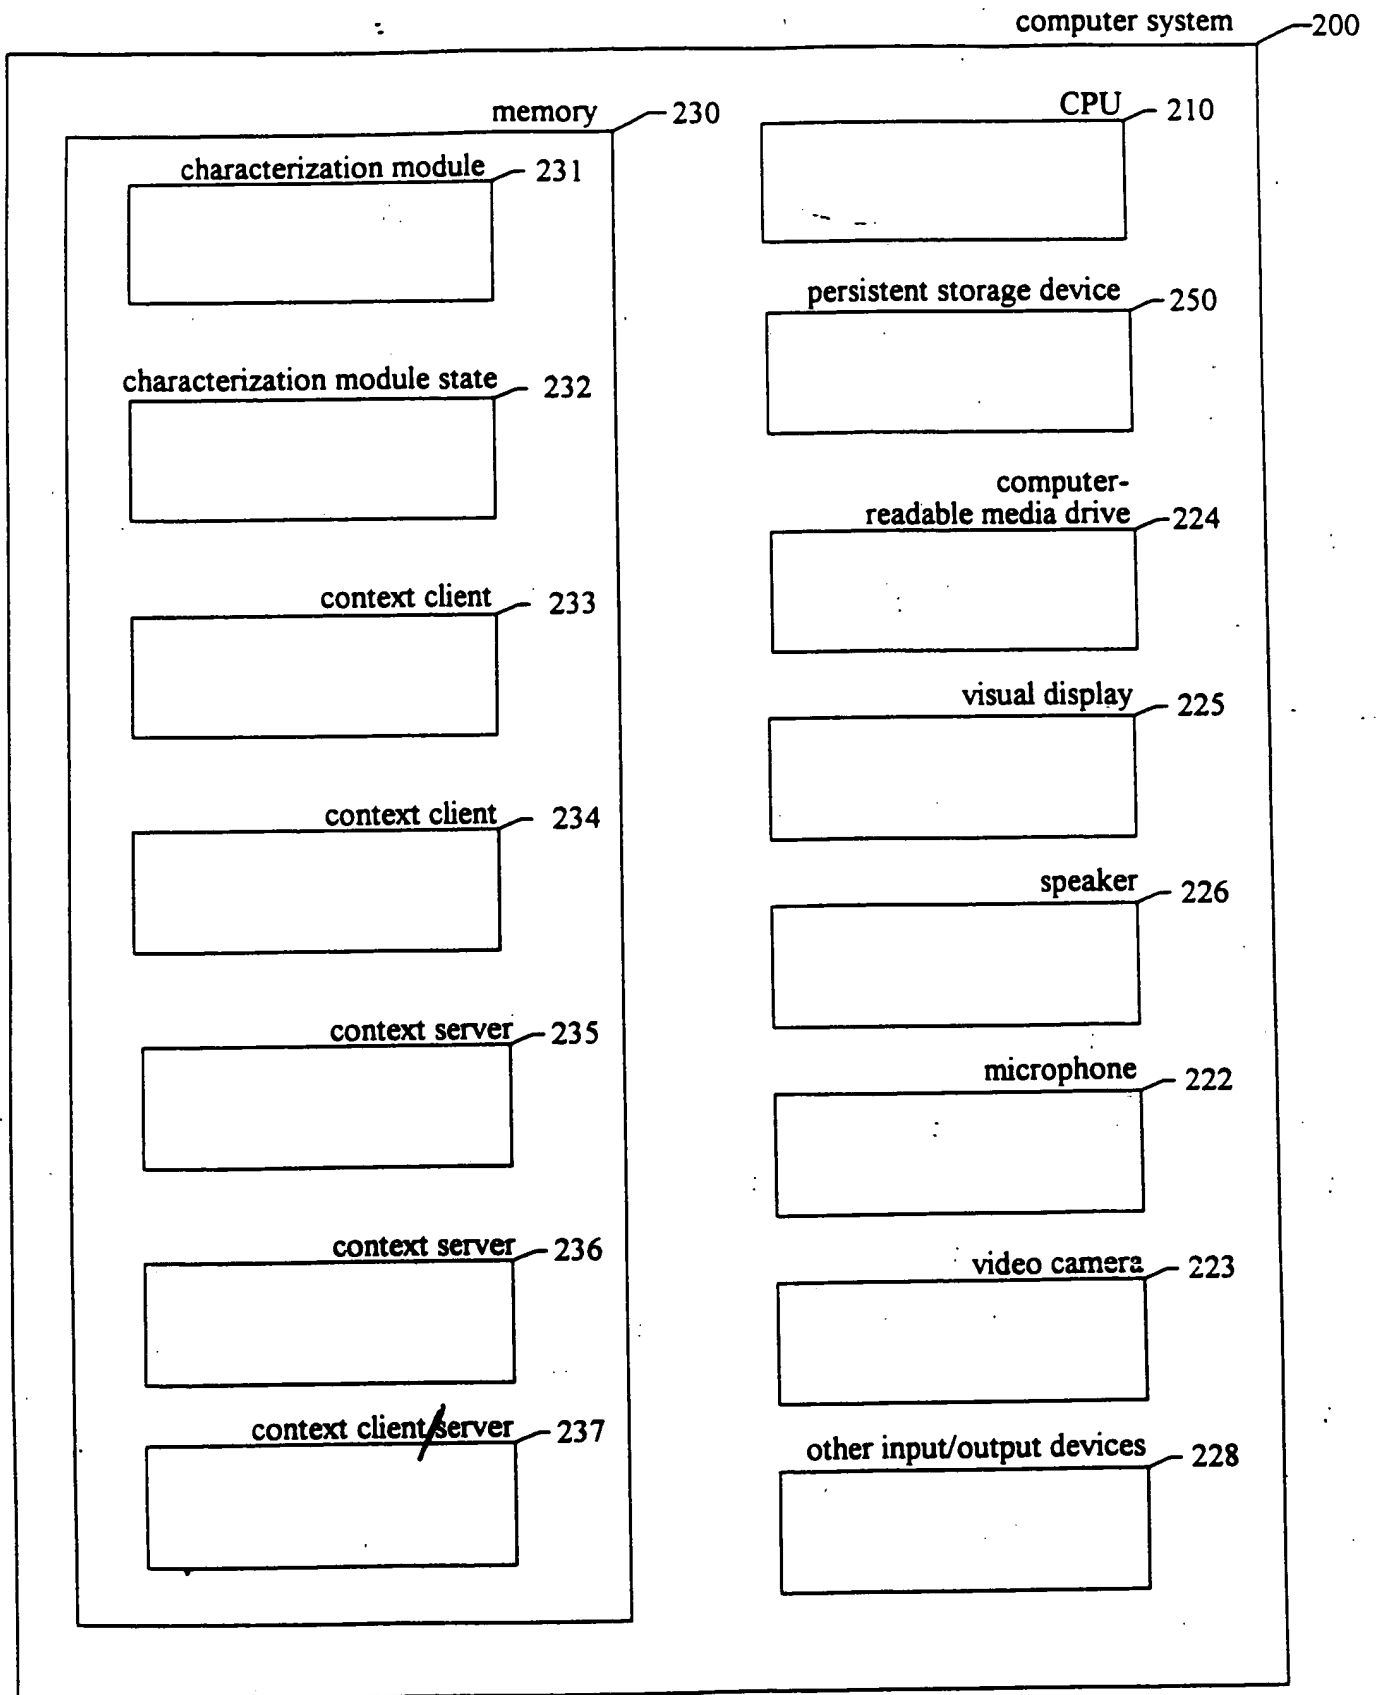 computer system 200
memory 230
characterization module 231
characterization module state 232
context client 233
context client 234
context server 235
context server 236
context client/server 237
CPU 210
persistent storage device 250
computer-
readable media drive 224
visual display 225
speaker 226
microphone 222
video camera 223
other input/output devices 228